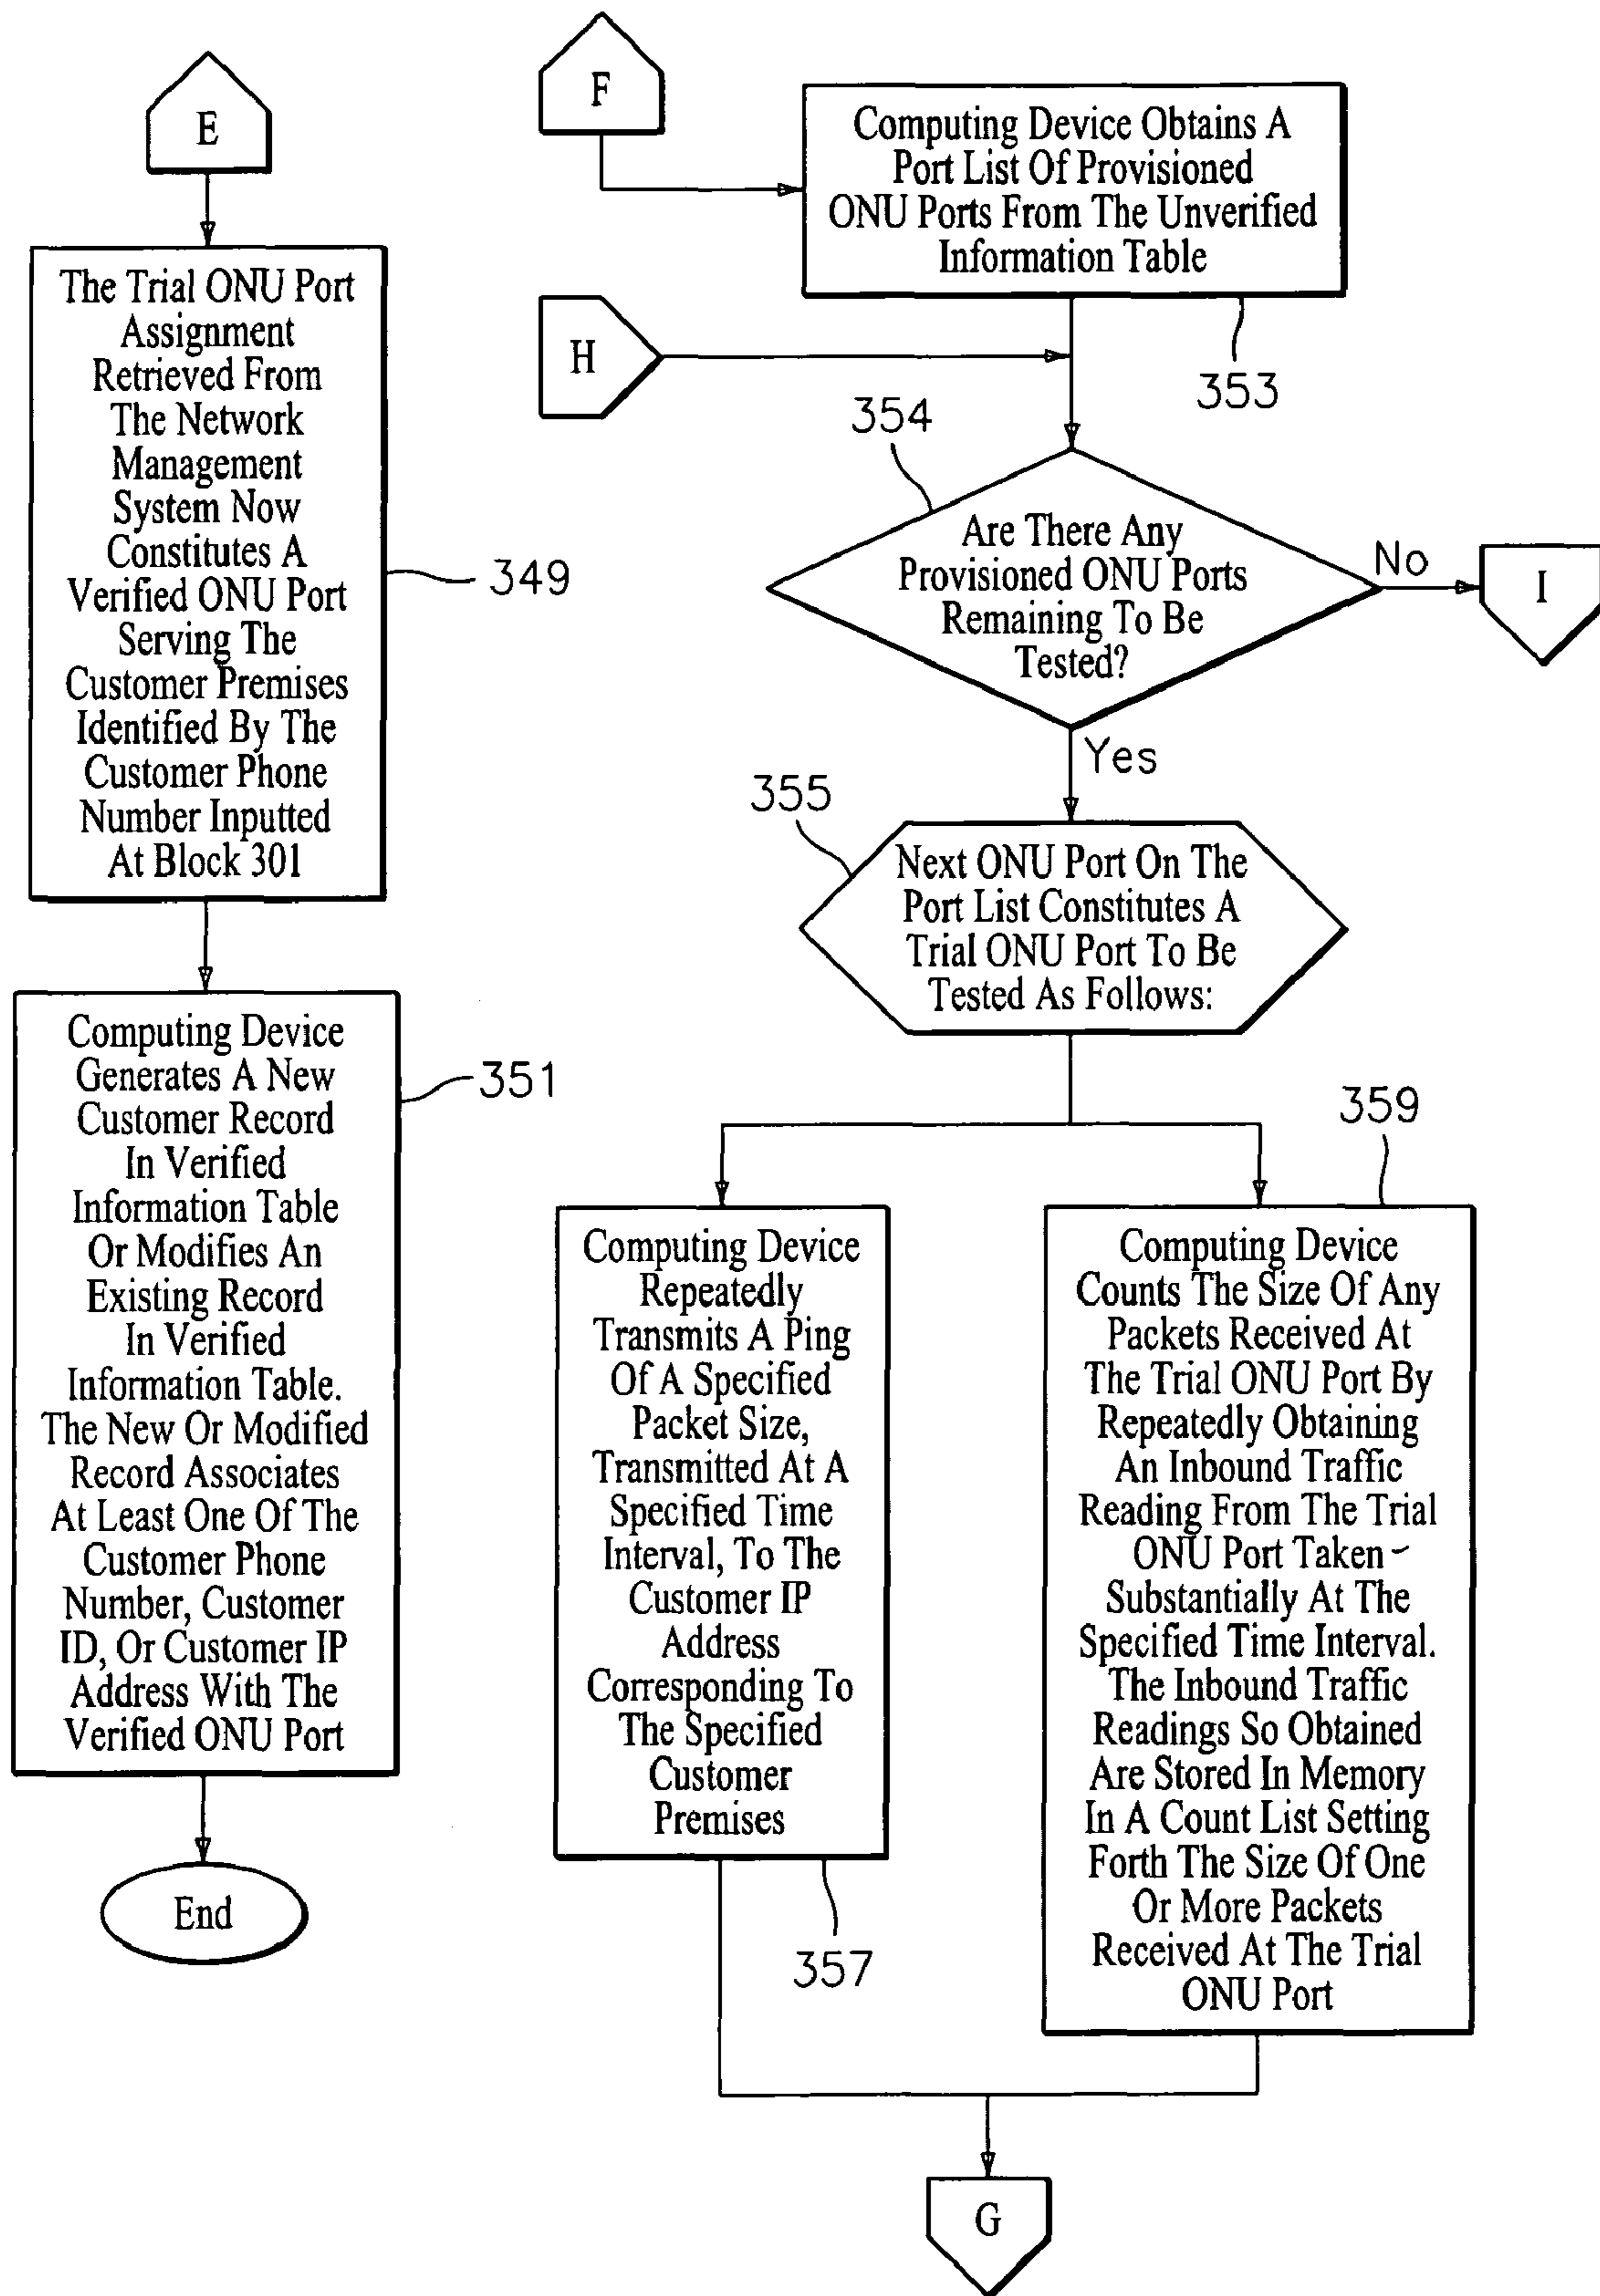 E
The Trial ONU Port
Assignment
Retrieved From
The Network
Management
System Now
Constitutes A
Verified ONU Port
Serving The
Customer Premises
Identified By The
Customer Phone
Number Inputted
At Block 301
349
Computing Device
Generates A New
Customer Record
In Verified
Information Table
Or Modifies An
Existing Record
In Verified
Information Table.
The New Or Modified
Record Associates
At Least One Of The
Customer Phone
Number, Customer
ID, Or Customer IP
Address With The
Verified ONU Port
351
End
F
Computing Device Obtains A
Port List Of Provisioned
ONU Ports From The Unverified
Information Table
353
H
354
Are There Any
Provisioned ONU Ports
Remaining To Be
Tested?
No
I
Yes
355
Next ONU Port On The
Port List Constitutes A
Trial ONU Port To Be
Tested As Follows:
Computing Device
Repeatedly
Transmits A Ping
Of A Specified
Packet Size,
Transmitted At A
Specified Time
Interval, To The
Customer IP
Address
Corresponding To
The Specified
Customer
Premises
357
359
Computing Device
Counts The Size Of Any
Packets Received At
The Trial ONU Port By
Repeatedly Obtaining
An Inbound Traffic
Reading From The Trial
ONU Port Taken
Substantially At The
Specified Time Interval.
The Inbound Traffic
Readings So Obtained
Are Stored In Memory
In A Count List Setting
Forth The Size Of One
Or More Packets
Received At The Trial
ONU Port
G